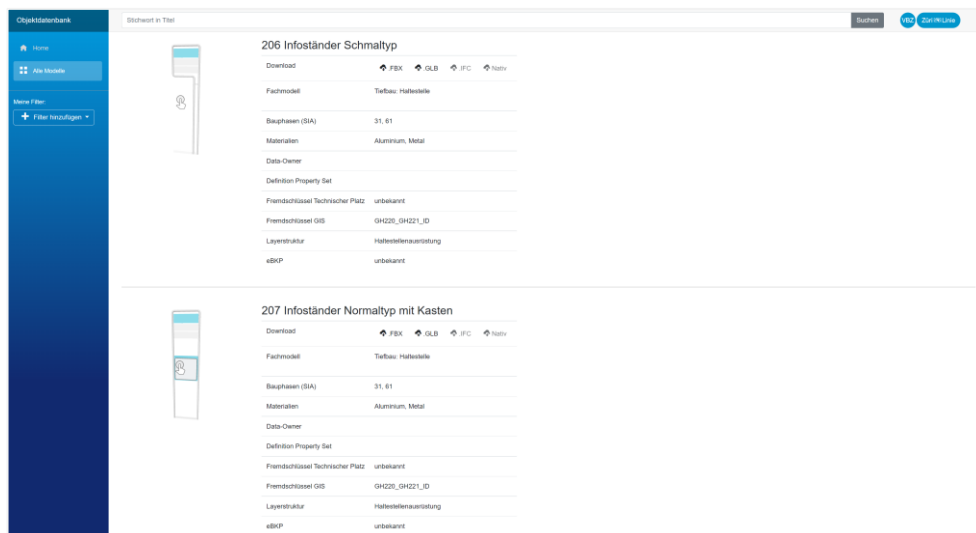 Objektdatenbank
Stichwort in Titel
Suchen
VBZ
Züri Linie
Home
Alle Modelle
Meine Filter:
Filter hinzufügen
206 Infoständer Schmaltyp
Download .FBX .GLB .IFC Nativ
Fachmodell Tiefbau: Haltestelle
Bauphasen (SIA) 31, 61
Materialien Aluminium, Metal
Data-Owner
Definition Property Set
Fremdschlüssel Technischer Platz unbekannt
Fremdschlüssel GIS GH220_GH221_ID
Layerstruktur Haltestellenausrüstung
eBKP unbekannt
207 Infoständer Normaltyp mit Kasten
Download .FBX .GLB .IFC Nativ
Fachmodell Tiefbau: Haltestelle
Bauphasen (SIA) 31, 61
Materialien Aluminium, Metal
Data-Owner
Definition Property Set
Fremdschlüssel Technischer Platz unbekannt
Fremdschlüssel GIS GH220_GH221_ID
Layerstruktur Haltestellenausrüstung
eBKP unbekannt